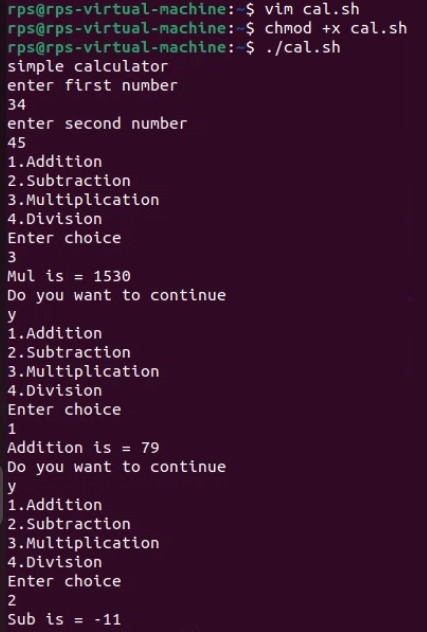 rps@rps-virtual-machine:~$ vim cal.sh
rps@rps-virtual-machine:~$ chmod +x cal.sh
rps@rps-virtual-machine:~$ ./cal.sh
simple calculator
enter first number
34
enter second number
45
1.Addition
2.Subtraction
3.Multiplication
4.Division
Enter choice
3
Mul is = 1530
Do you want to continue
y
1.Addition
2.Subtraction
3.Multiplication
4.Division
Enter choice
1
Addition is = 79
Do you want to continue
y
1.Addition
2.Subtraction
3.Multiplication
4.Division
Enter choice
2
Sub is = -11